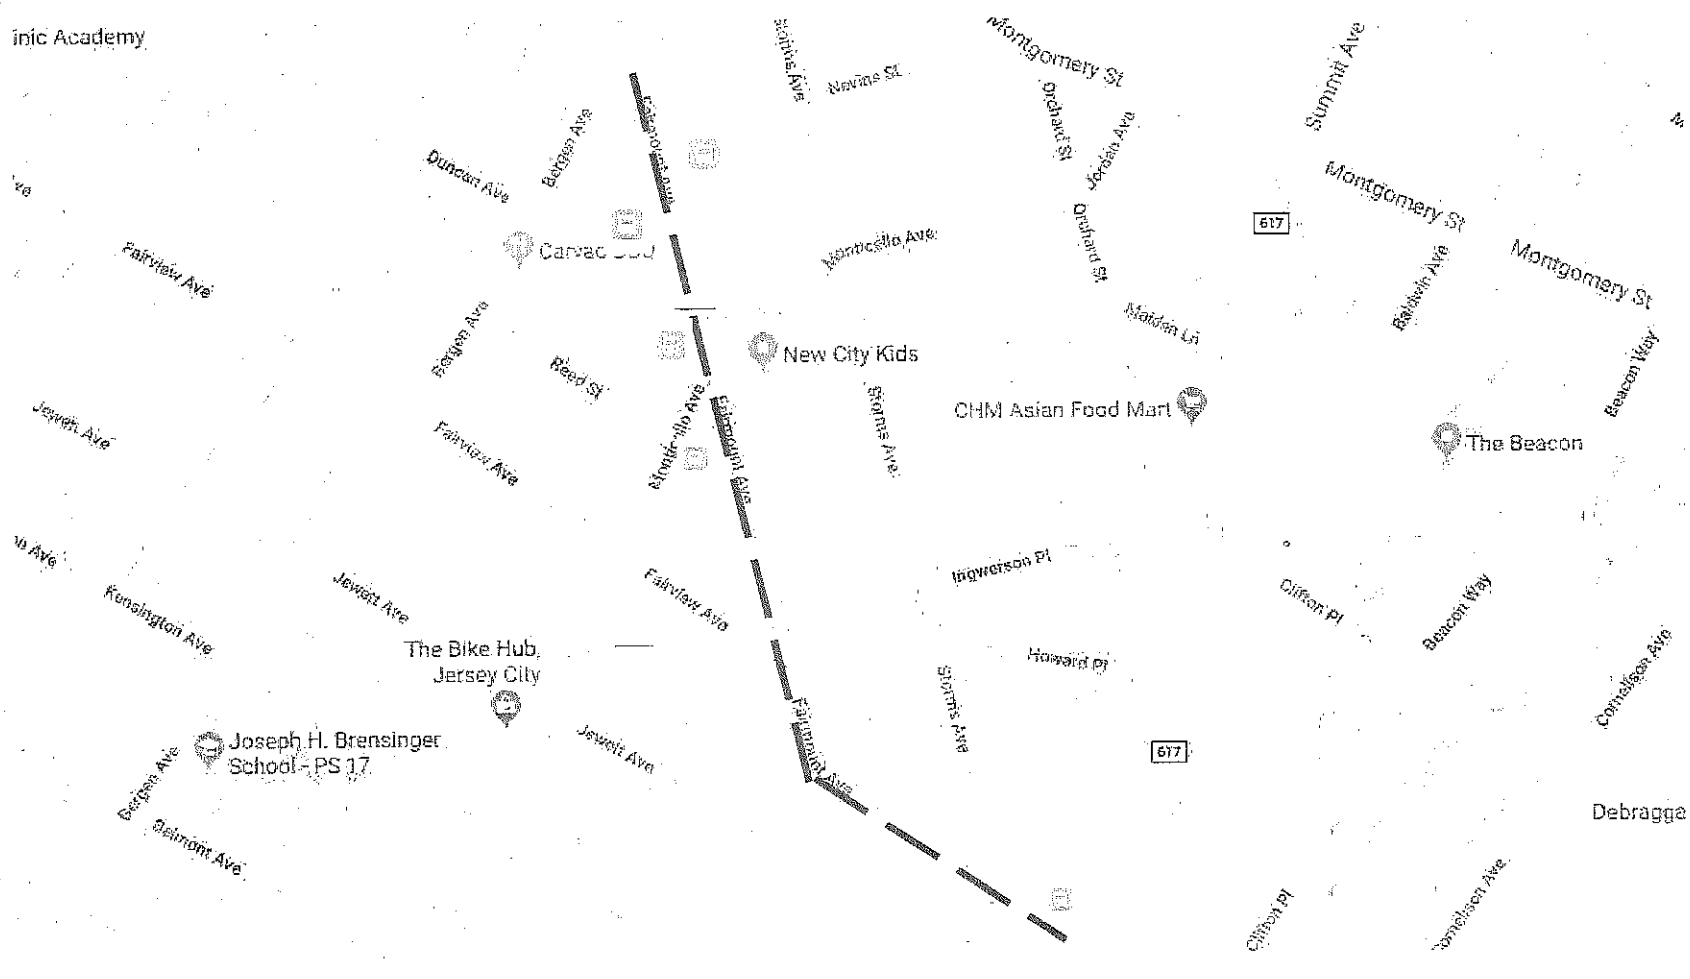 inic Academy
Storms Ave
Nevins St
Montgomery St
Summit Ave
Bergen Ave
Fairmount Ave
Orchard St
Jordan Ave
Duncan Ave
Montgomery St
617
Orchard St
Monticello Ave
Fairview Ave
Baldwin Ave
Montgomery St
Bergen Ave
Maiden Ln
New City Kids
Reed St
Beacon Way
Jewett Ave
Monticello Ave
Fairmount Ave
Storms Ave
CHM Asian Food Mart
The Beacon
Fairview Ave
Ave
Kensington Ave
Jewett Ave
Fairview Ave
Ingwerson Pl
Clifton Pl
Beacon Way
The Bike Hub,
Jersey City
Howard Pl
Storms Ave
Cornelison Ave
Joseph H. Brensinger
School - PS 17
Jewett Ave
Fairmount Ave
617
Bergen Ave
Belmont Ave
Debragga
Clifton Pl
Cornelison Ave